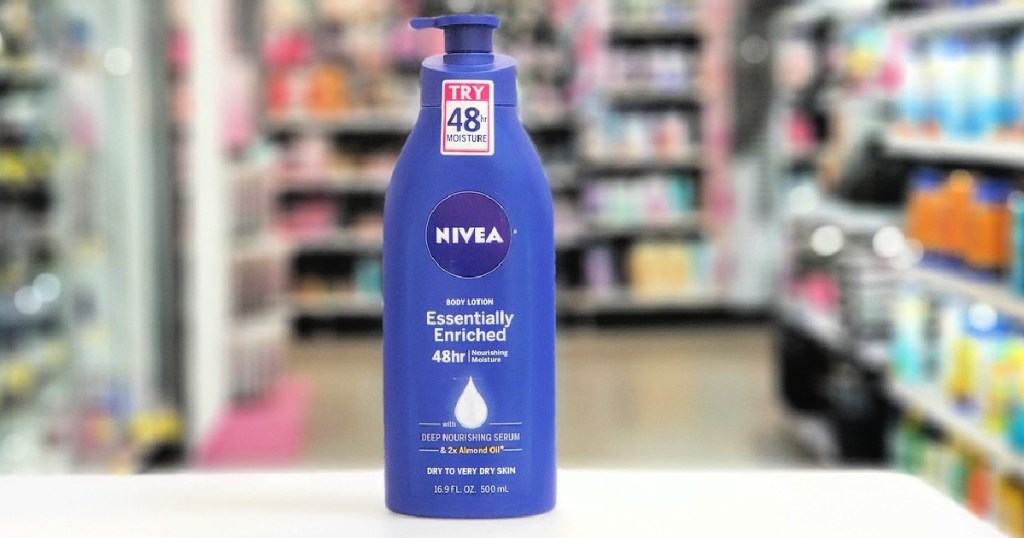 TRY
48hr
MOISTURE
NIVEA
BODY LOTION
Essentially
Enriched
48hr | Nourishing
Moisture
with
DEEP NOURISHING SERUM
& 2x Almond Oil*
DRY TO VERY DRY SKIN
16.9 FL. OZ. 500 mL